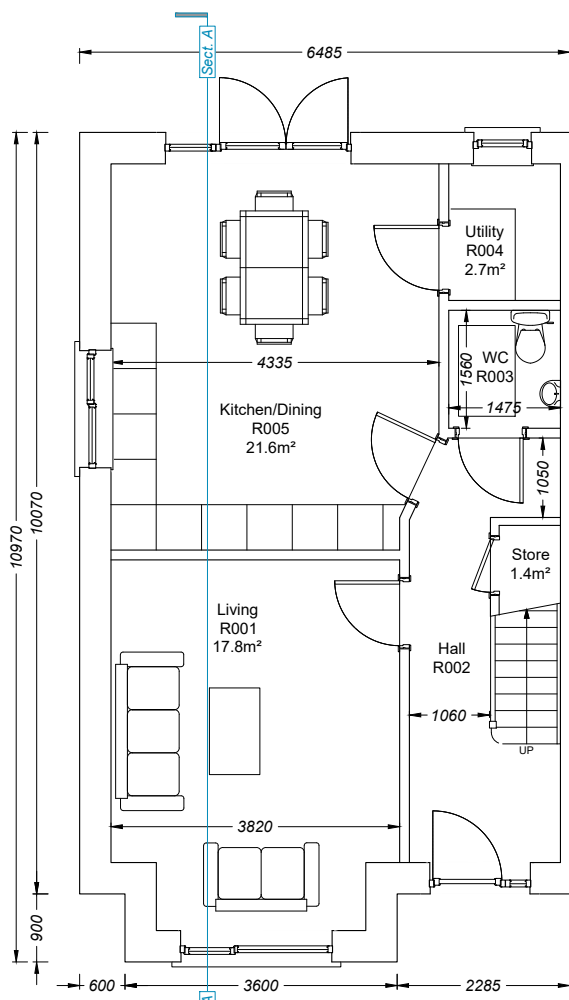 Sect. A
6485
Utility
R004
2.7m²
WC
R003
1560
1475
4335
Kitchen/Dining
R005
21.6m²
1050
10970
10070
Store
1.4m²
Living
R001
17.8m²
Hall
R002
1060
UP
3820
900
600
3600
2285
A